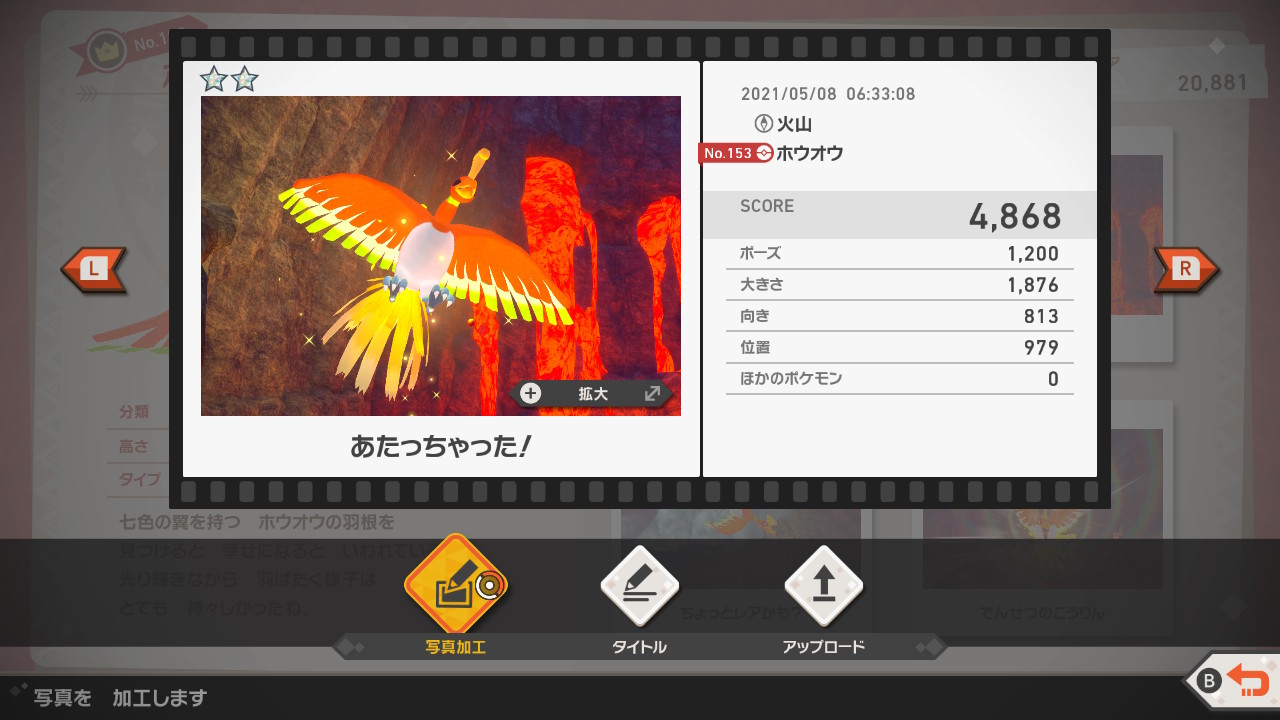 No.1
20,881
2021/05/08 06:33:08
火山
No.153 ホウオウ
SCORE 4,868
ポーズ 1,200
大きさ 1,876
向き 813
位置 979
ほかのポケモン 0
拡大
あたっちゃった!
L
R
分類
高さ
タイプ
七色の翼を持つ ホウオウの羽根を
見つけると 幸せになると いわれてい
光り輝きながら 羽ばたく様子は
とても 神々しかったね。
ちょっとレアかも?
でんせつのこうりん
写真加工
タイトル
アップロード
写真を 加工します
B